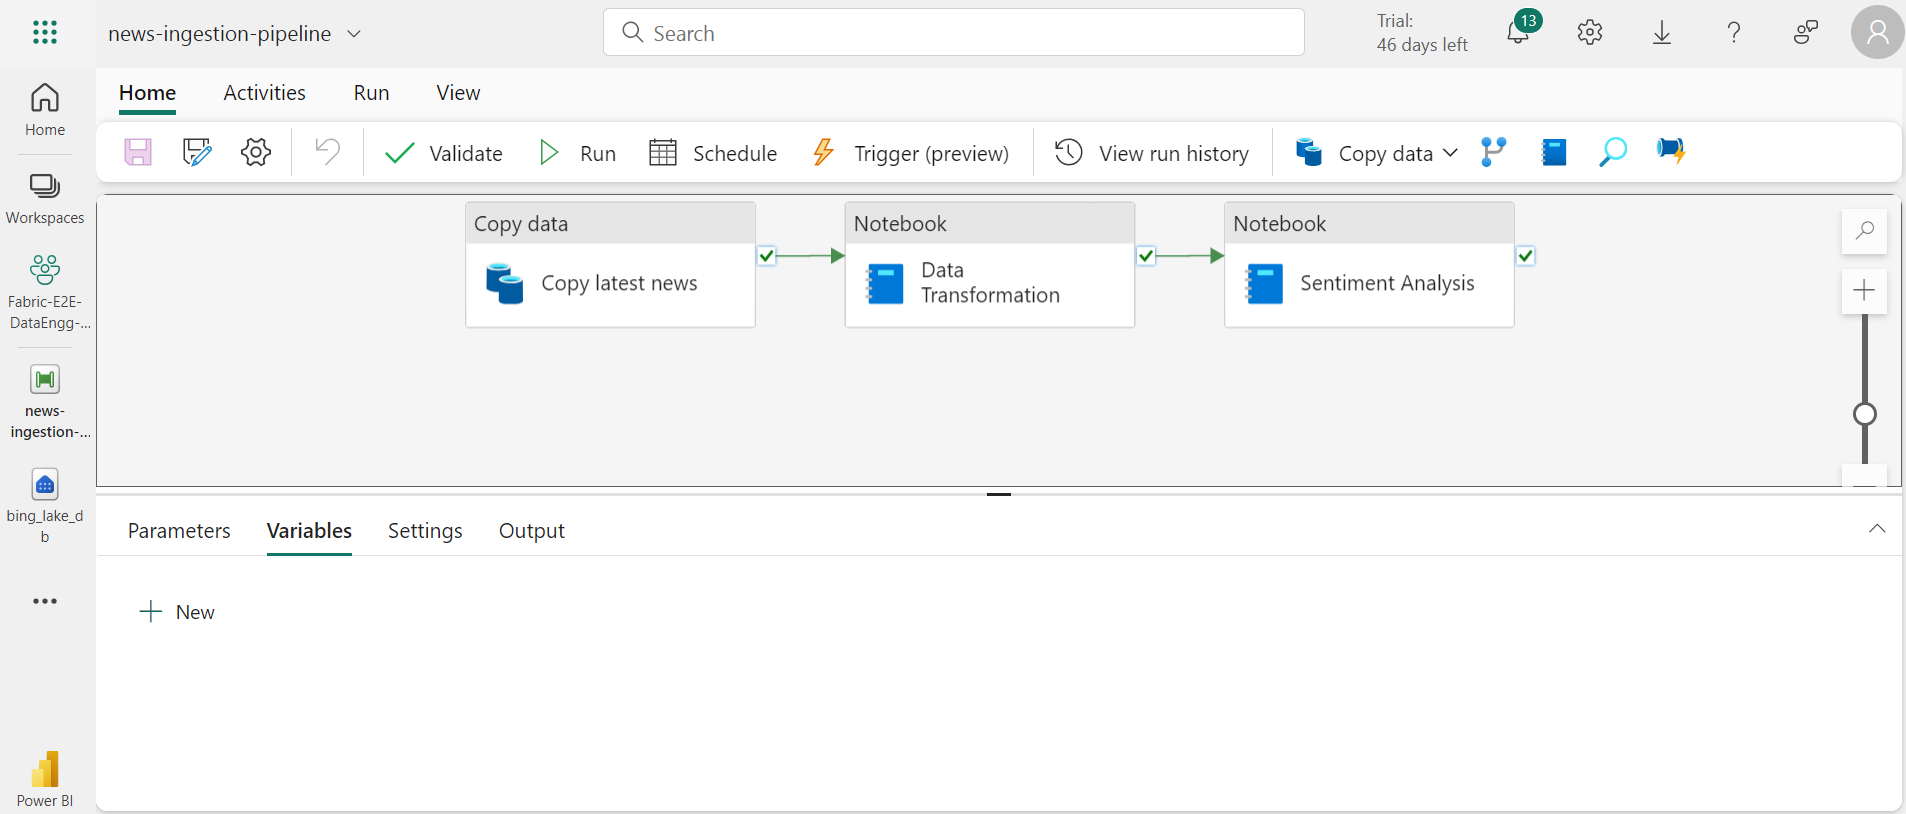 news-ingestion-pipeline
Search
Trial:
46 days left
13
Home
Activities
Run
View
Validate
Run
Schedule
Trigger (preview)
View run history
Copy data
Home
Workspaces
Fabric-E2E-
DataEngg-...
news-
ingestion-...
bing_lake_d
b
Power BI
Copy data
Copy latest news
Notebook
Data
Transformation
Notebook
Sentiment Analysis
Parameters
Variables
Settings
Output
New